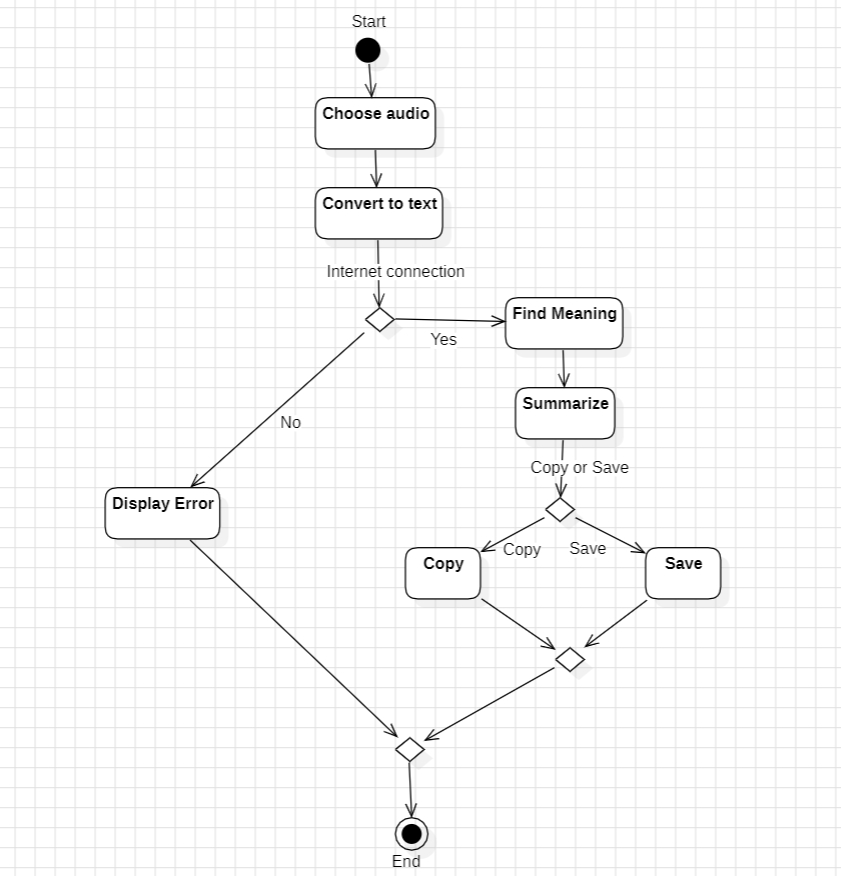 Start
Choose audio
Convert to text
Internet connection
Find Meaning
Yes
Summarize
No
Copy or Save
Display Error
Copy
Save
Copy
Save
End